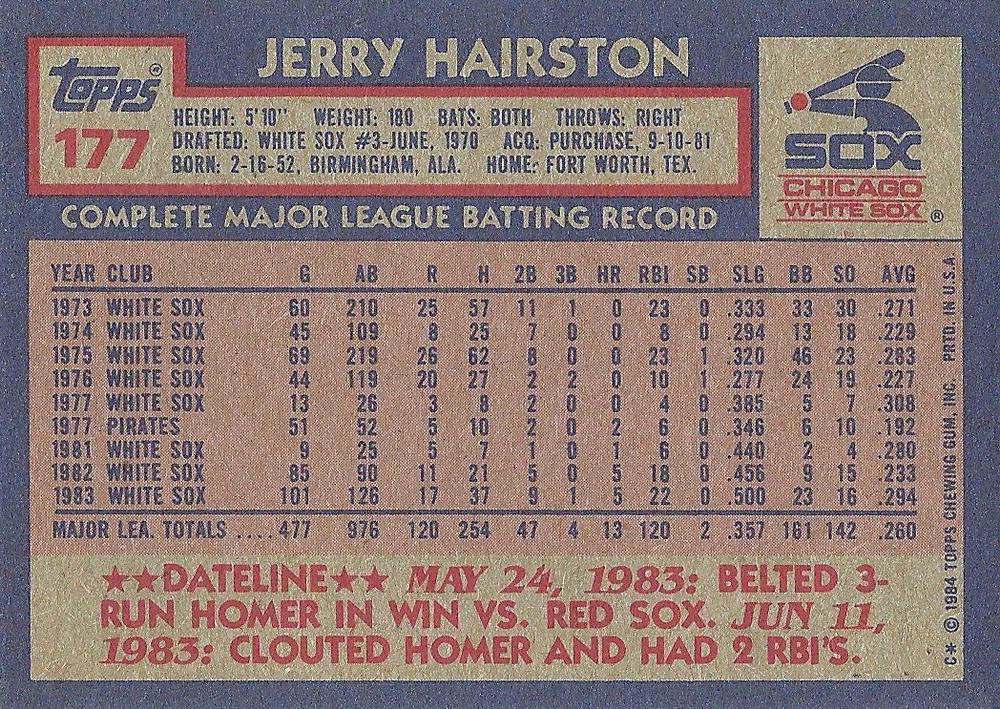 JERRY HAIRSTON
Topps®
177
HEIGHT: 5'10" WEIGHT: 180 BATS: BOTH THROWS: RIGHT
DRAFTED: WHITE SOX #3-JUNE, 1970 ACQ: PURCHASE, 9-10-81
BORN: 2-16-52, BIRMINGHAM, ALA. HOME: FORT WORTH, TEX.
SOX
CHICAGO
WHITE SOX ®
COMPLETE MAJOR LEAGUE BATTING RECORD
YEAR CLUB G AB R H 2B 3B HR RBI SB SLG BB SO AVG
1973 WHITE SOX 60 210 25 57 11 1 0 23 0 .333 33 30 .271
1974 WHITE SOX 45 109 8 25 7 0 0 8 0 .294 13 18 .229
1975 WHITE SOX 69 219 26 62 8 0 0 23 1 .320 46 23 .283
1976 WHITE SOX 44 119 20 27 2 2 0 10 1 .277 24 19 .227
1977 WHITE SOX 13 26 3 8 2 0 0 4 0 .385 5 7 .308
1977 PIRATES 51 52 5 10 2 0 2 6 0 .346 6 10 .192
1981 WHITE SOX 9 25 5 7 1 0 1 6 0 .440 2 4 .280
1982 WHITE SOX 85 90 11 21 5 0 5 18 0 .456 9 15 .233
1983 WHITE SOX 101 126 17 37 9 1 5 22 0 .500 23 16 .294
MAJOR LEA. TOTALS ....477 976 120 254 47 4 13 120 2 .357 161 142 .260
★★DATELINE★★ MAY 24, 1983: BELTED 3-
RUN HOMER IN WIN VS. RED SOX. JUN 11,
1983: CLOUTED HOMER AND HAD 2 RBI'S.
C* © 1984 TOPPS CHEWING GUM, INC. PRTD. IN U.S.A